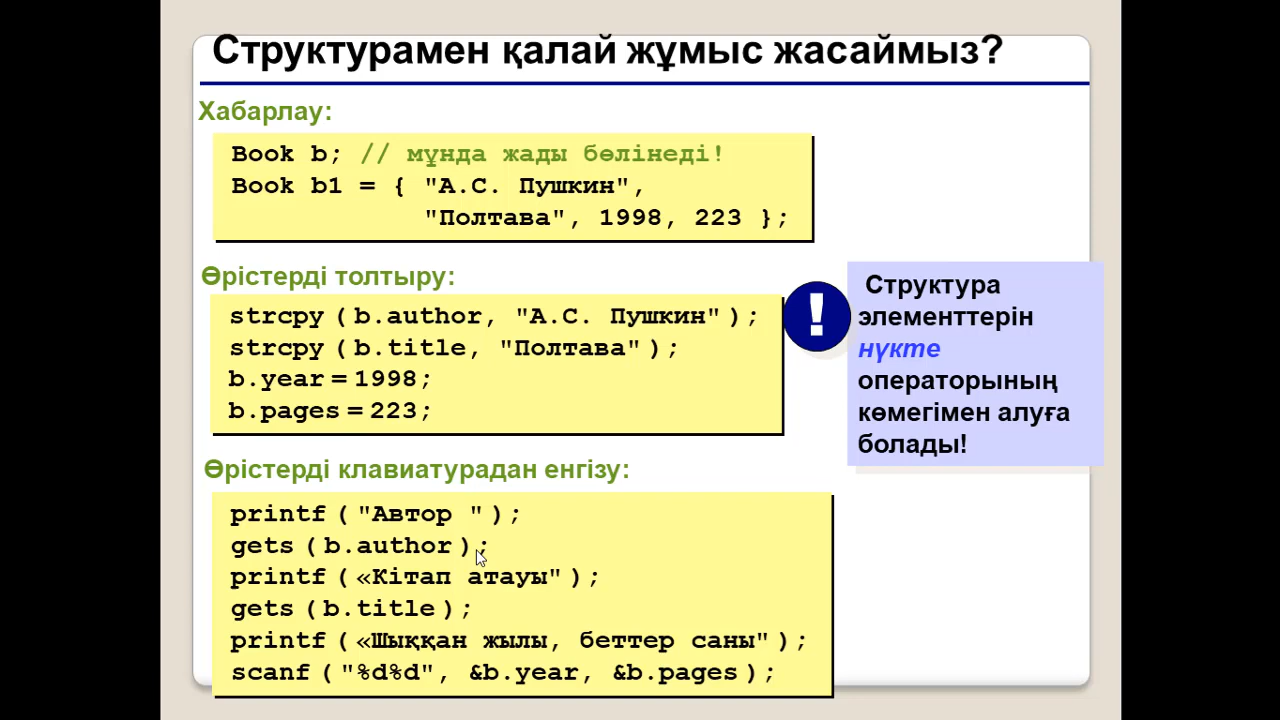 Структурамен қалай жұмыс жасаймыз?
Хабарлау:
Book b; // мұнда жады бөлінеді!
Book b1 = { "А.С. Пушкин",
"Полтава", 1998, 223 };
Өрістерді толтыру:
strcpy ( b.author, "А.С. Пушкин" );
strcpy ( b.title, "Полтава" );
b.year = 1998;
b.pages = 223;
!
Структура
элементтерін
нүкте
операторының
көмегімен алуға
болады!
Өрістерді клавиатурадан енгізу:
printf ( "Автор " );
gets ( b.author );
printf ( «Кітап атауы" );
gets ( b.title );
printf ( «Шыққан жылы, беттер саны" );
scanf ( "%d%d", &b.year, &b.pages );